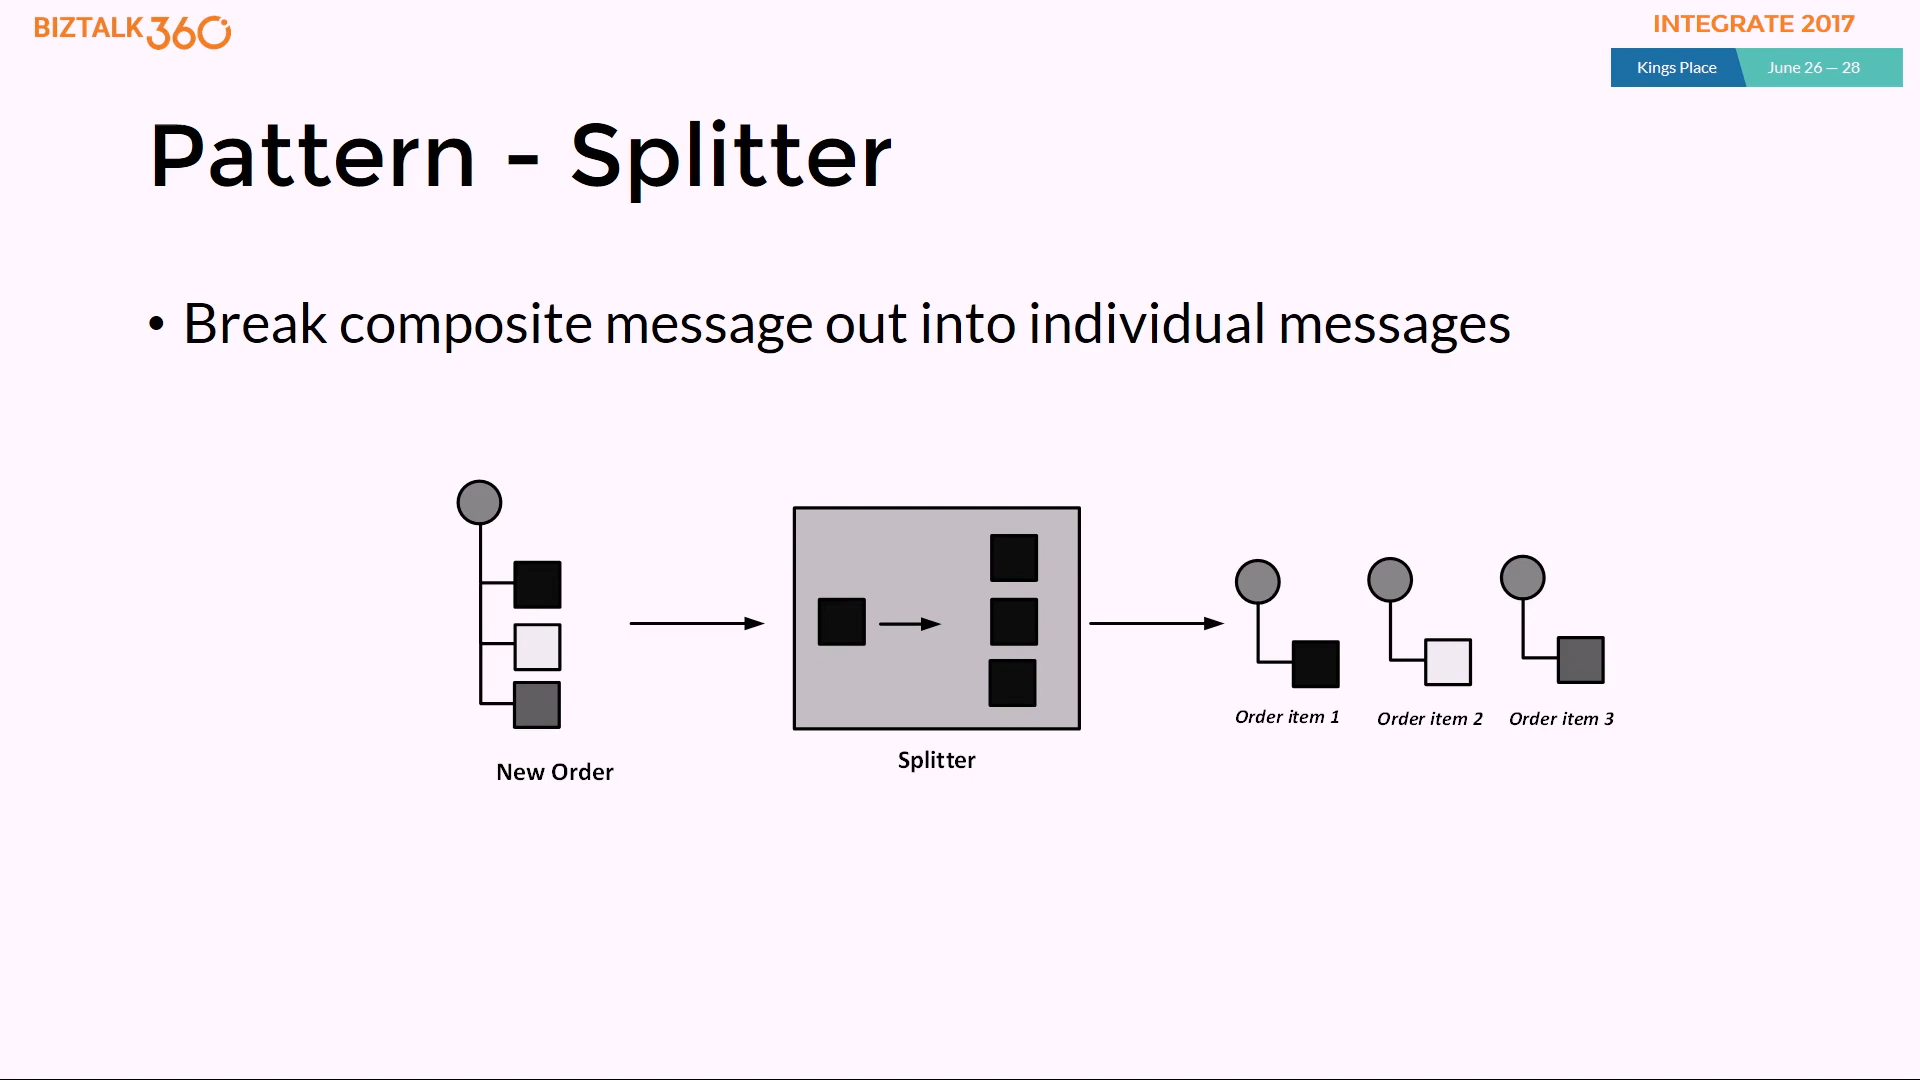 BIZTALK360
INTEGRATE 2017
Kings Place
June 26 — 28
Pattern - Splitter
• Break composite message out into individual messages
New Order
Splitter
Order item 1
Order item 2
Order item 3